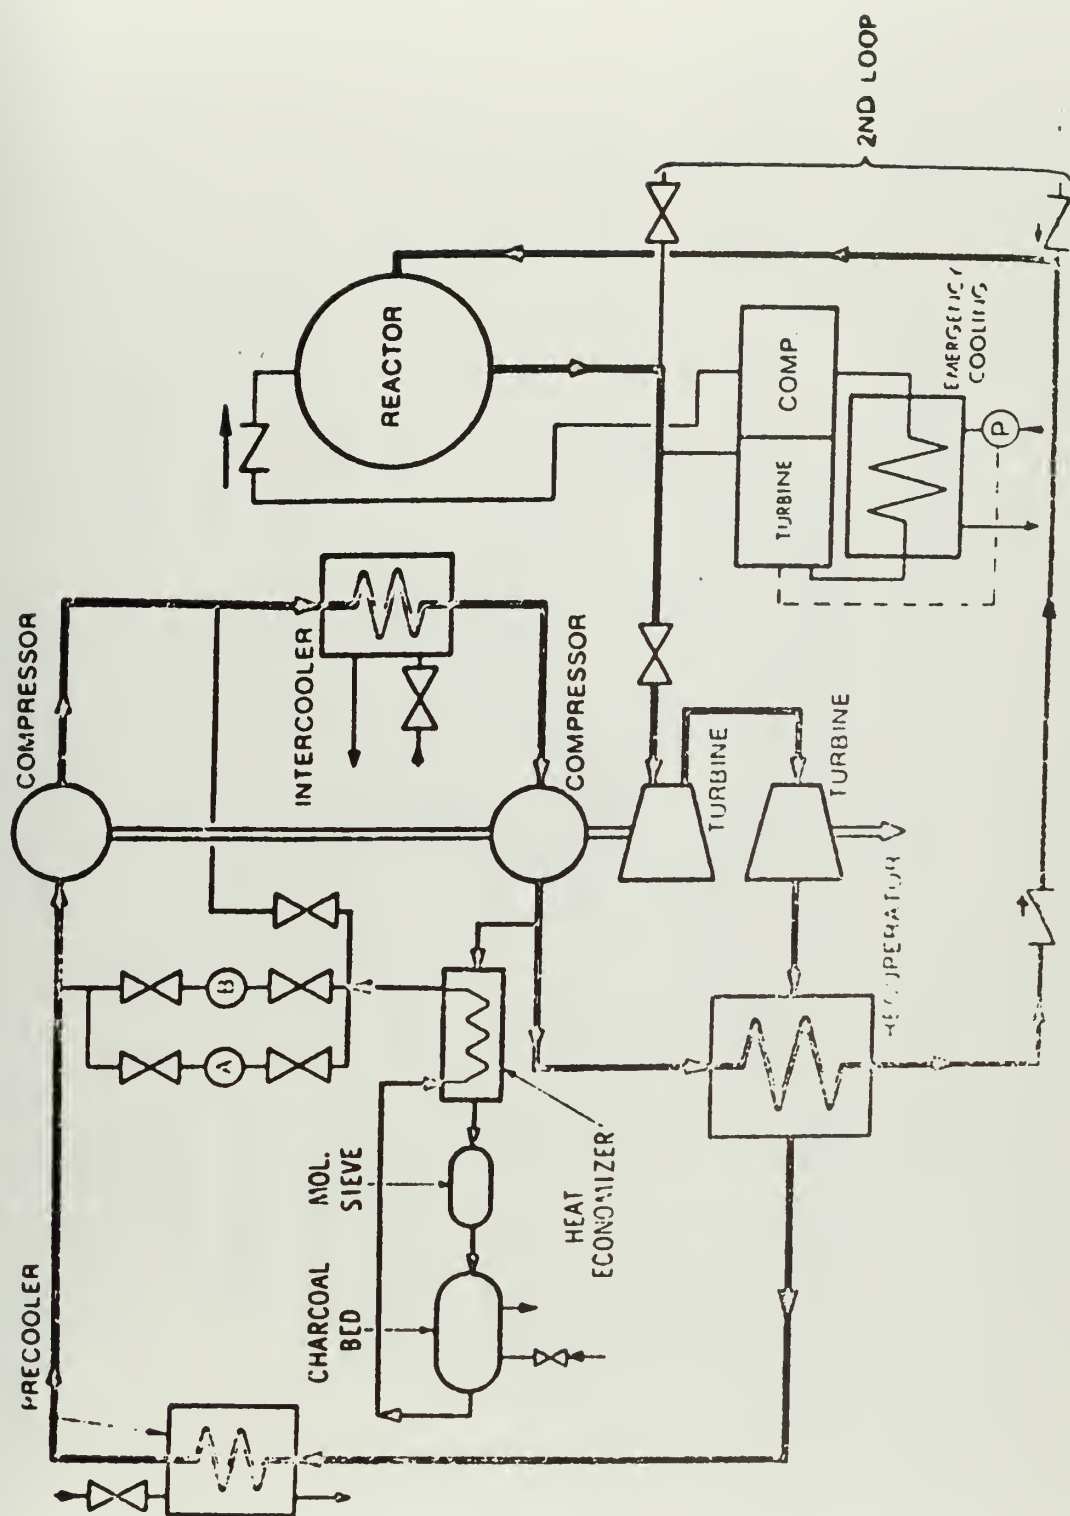 PRECOOLER
COMPRESSOR
CHARCOAL
BED
MOL.
SIEVE
HEAT
ECONOMIZER
A
B
INTERCOOLER
COMPRESSOR
REACTOR
TURBINE
TURBINE
RECUPERATOR
TURBINE
COMP.
EMERGENCY
COOLING
P
2ND LOOP